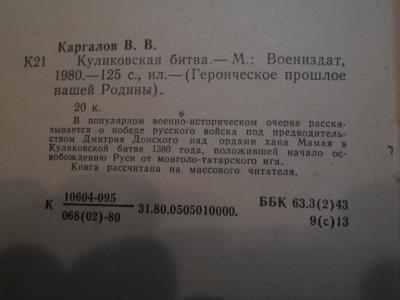 Каргалов В. В.
К21 Куликовская битва.— М.: Воениздат,
1980.—125 с., ил.—(Героическое прошлое
нашей Родины).
20 к.
В популярном военно-историческом очерке расска-
зывается о победе русского войска под предводитель-
ством Дмитрия Донского над ордами хана Мамая в
Куликовской битве 1380 года, положившей начало ос-
вобождению Руси от монголо-татарского ига.
Книга рассчитана на массового читателя.
К 10604-095 31.80.0505010000. ББК 63.3(2)43
068(02)-80 9(с)13